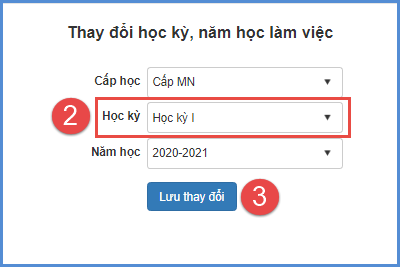 Thay đổi học kỳ, năm học làm việc
Cấp học Cấp MN
2 Học kỳ Học kỳ I
Năm học 2020-2021
Lưu thay đổi 3